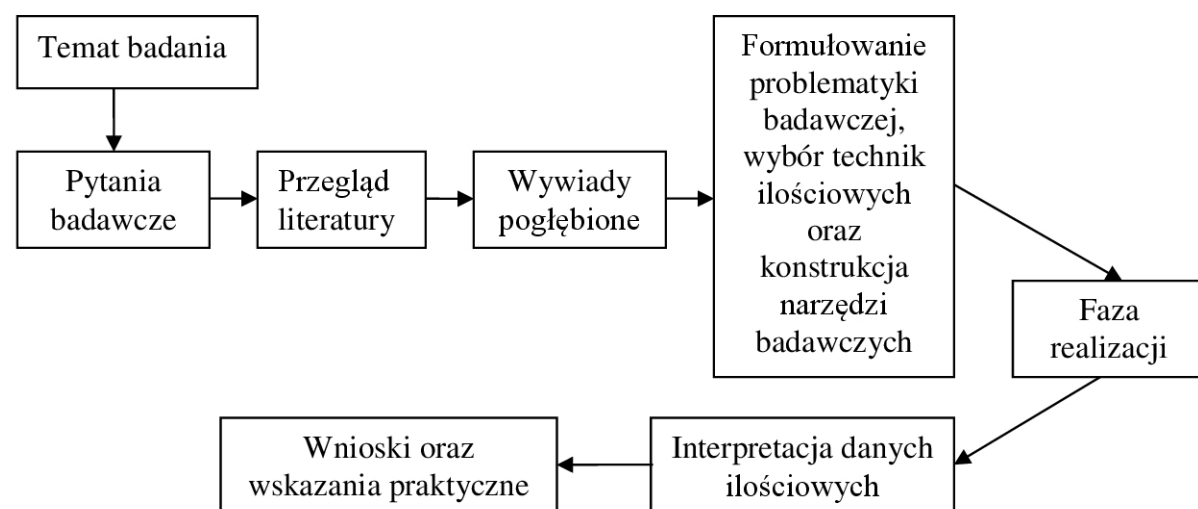 Temat badania
Pytania
badawcze
Przegląd
literatury
Wywiady
pogłębione
Formułowanie
problematyki
badawczej,
wybór technik
ilościowych
oraz
konstrukcja
narzędzi
badawczych
Faza
realizacji
Interpretacja danych
ilościowych
Wnioski oraz
wskazania praktyczne